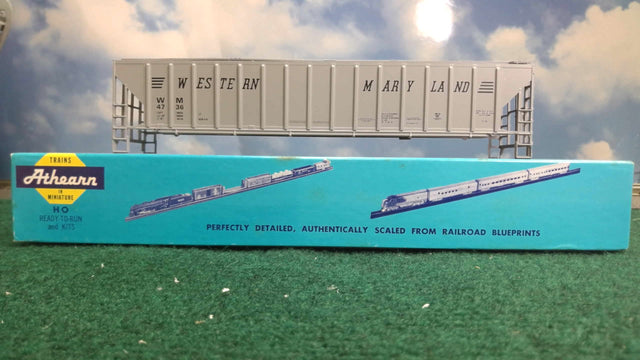 WESTERN MARYLAND
WM
4736
TRAINS
Athearn
IN
MINIATURE
HO
READY-TO-RUN
and KITS
PERFECTLY DETAILED, AUTHENTICALLY SCALED FROM RAILROAD BLUEPRINTS